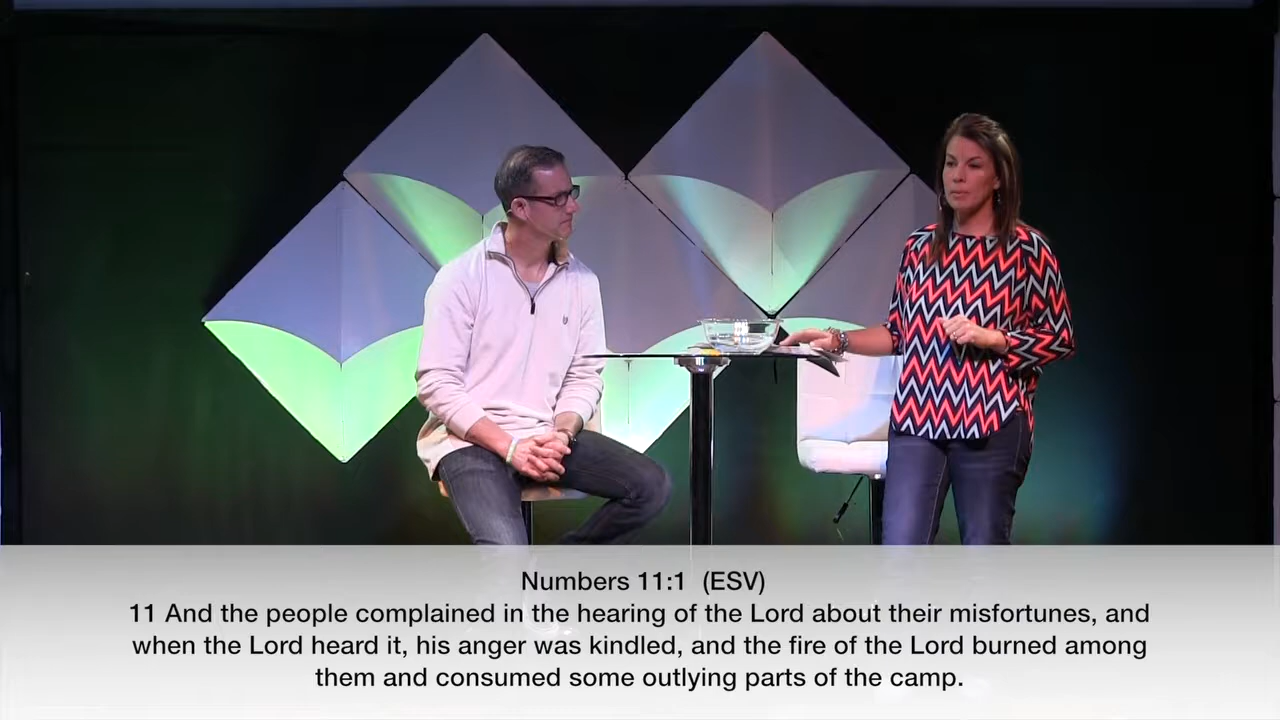 Numbers 11:1  (ESV)
11 And the people complained in the hearing of the Lord about their misfortunes, and
when the Lord heard it, his anger was kindled, and the fire of the Lord burned among
them and consumed some outlying parts of the camp.